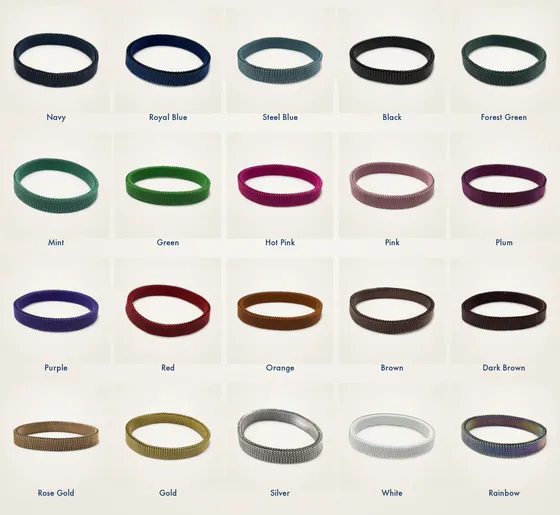 Navy
Royal Blue
Steel Blue
Black
Forest Green
Mint
Green
Hot Pink
Pink
Plum
Purple
Red
Orange
Brown
Dark Brown
Rose Gold
Gold
Silver
White
Rainbow